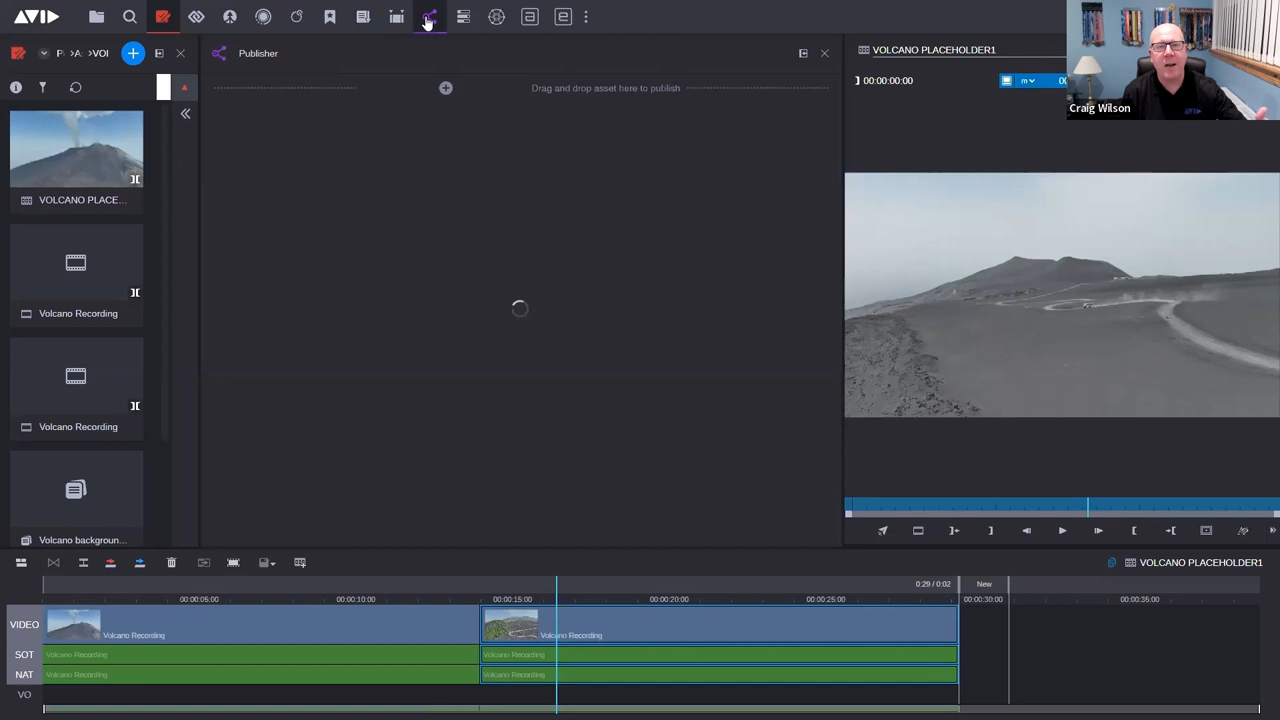 AVID
a
e
F >A >VOI
Publisher
VOLCANO PLACEHOLDER1
00:00:00:00
m
00
Craig Wilson
Drag and drop asset here to publish
VOLCANO PLACE...
Volcano Recording
Volcano Recording
Volcano backgroun...
VOLCANO PLACEHOLDER1
0:29 / 0:02
New
00:00:05:00
00:00:10:00
00:00:15:00
00:00:20:00
00:00:25:00
00:00:30:00
00:00:35:00
VIDEO
Volcano Recording
Volcano Recording
SOT
Volcano Recording
Volcano Recording
NAT
Volcano Recording
Volcano Recording
VO